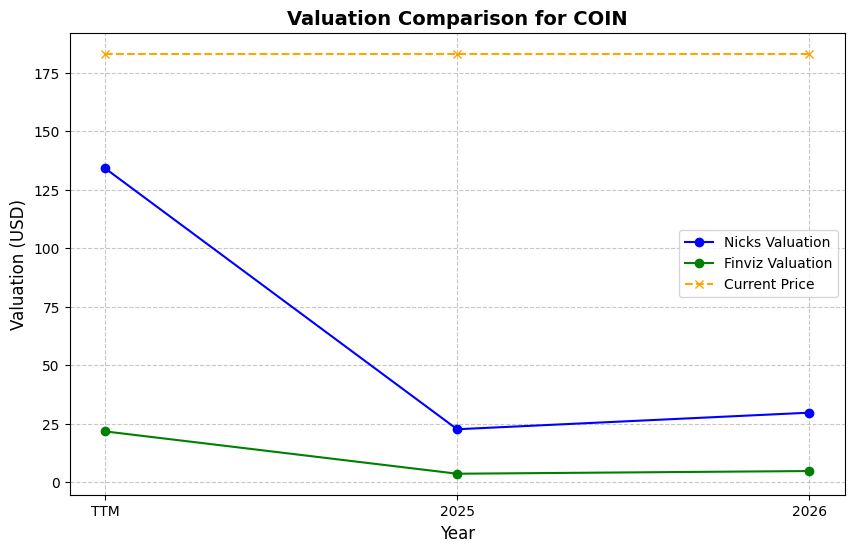 Valuation Comparison for COIN
Valuation (USD)
175
150
125
100
75
50
25
0
Nicks Valuation
Finviz Valuation
Current Price
TTM 2025 2026
Year